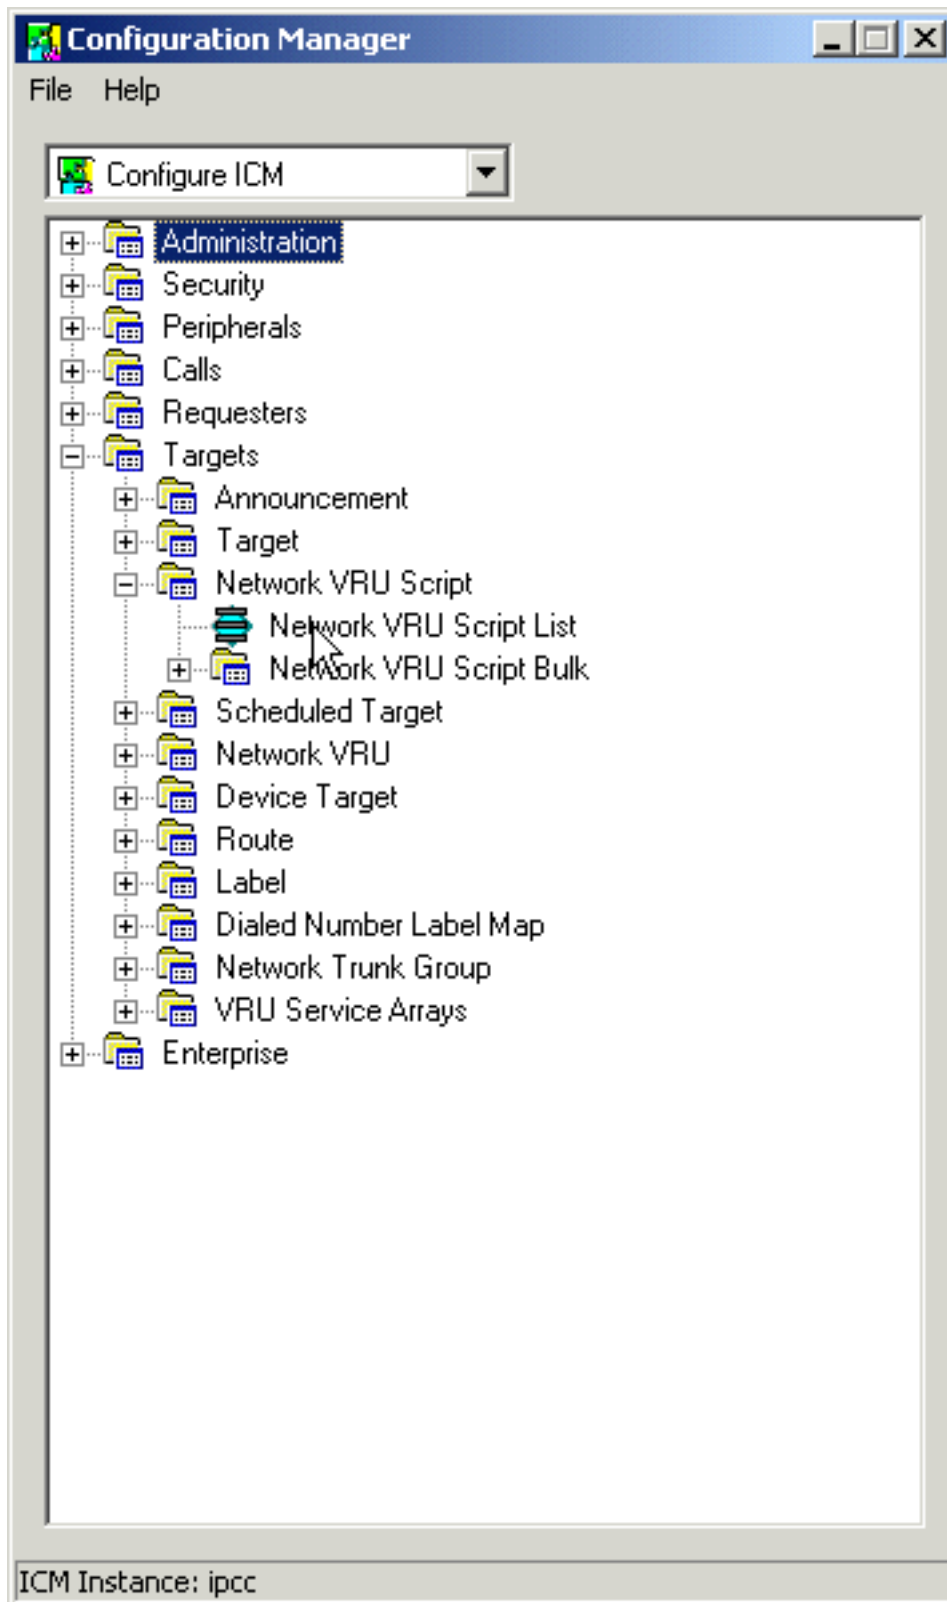 Configuration Manager
File Help
Configure ICM
Administration
Security
Peripherals
Calls
Requesters
Targets
Announcement
Target
Network VRU Script
Network VRU Script List
Network VRU Script Bulk
Scheduled Target
Network VRU
Device Target
Route
Label
Dialed Number Label Map
Network Trunk Group
VRU Service Arrays
Enterprise
ICM Instance: ipcc